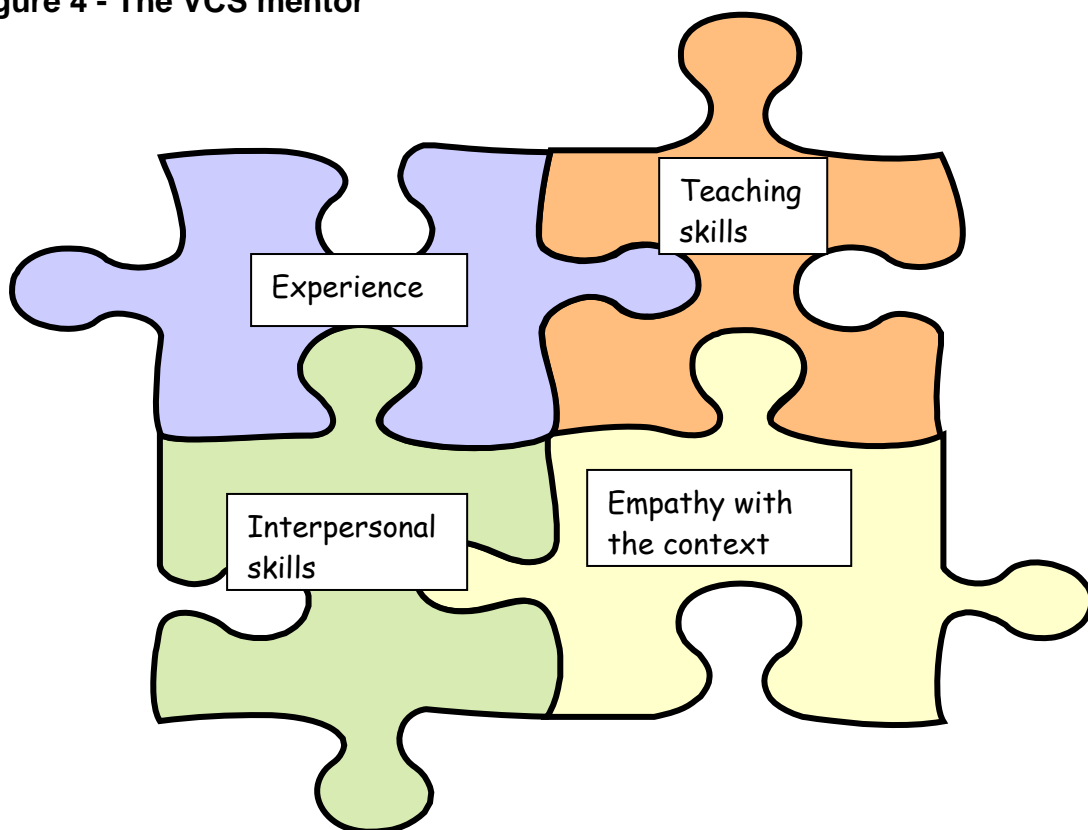 gure 4 - The VCS mentor
Teaching
skills
Experience
Interpersonal
skills
Empathy with
the context